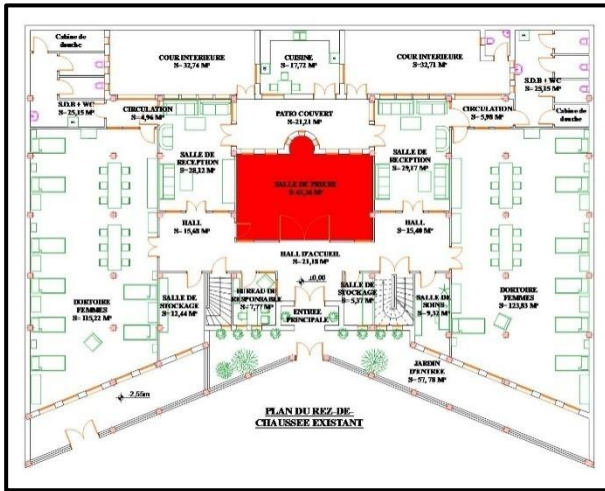 Cabine de
douche
COUR INTERIEURE
S=32,74 M²
CUISINE
S=17,72 M²
COUR INTERIEURE
S=32,71 M²
S.D.B + WC
S=25,15 M²
S.D.B + WC
S=25,15 M²
Cabine de
douche
CIRCULATION
S=4,96 M²
PATIO COUVERT
S=21,21 M²
CIRCULATION
S=5,98 M²
SALLE DE
RECEPTION
S=28,12 M²
SALLE DE
RECEPTION
S=29,17 M²
SALLE DE PRIERE
HALL
S=15,68 M²
HALL
S=15,40 M²
HALL D'ACCUEIL
S=21,18 M²
±0,00
DORTOIRE
FEMMES
S=115,22 M²
SALLE DE
STOCKAGE
S=12,44 M²
BUREAU DE
RESPONSABLE
S=7,77 M²
ENTREE
PRINCIPALE
SALLE DE
STOCKAGE
S=5,37 M²
SALLE DE
SOINS
S=9,32 M²
DORTOIRE
FEMMES
S=123,83 M²
JARDIN
D'ENTREE
S=57,78 M²
-2,55m
PLAN DU REZ-DE-
CHAUSSEE EXISTANT